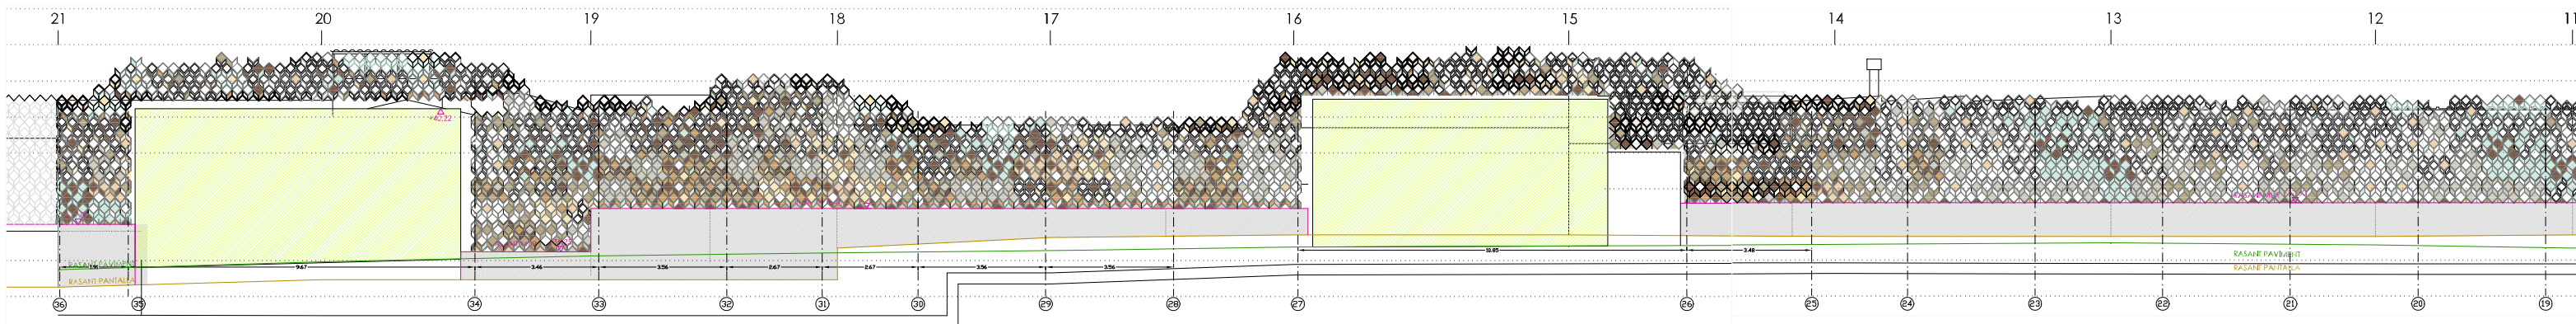 21 20 19 18 17 16 15 14 13 12 11
+40,22
RASANT PAVIMENT
RASANT PANTALLA
9.67 3.46 3.56 2.67 2.67 3.56 3.56 3.48
RASANT PAVIMENT
RASANT PANTALLA
36 35 34 33 32 31 30 29 28 27 26 25 24 23 22 21 20 19